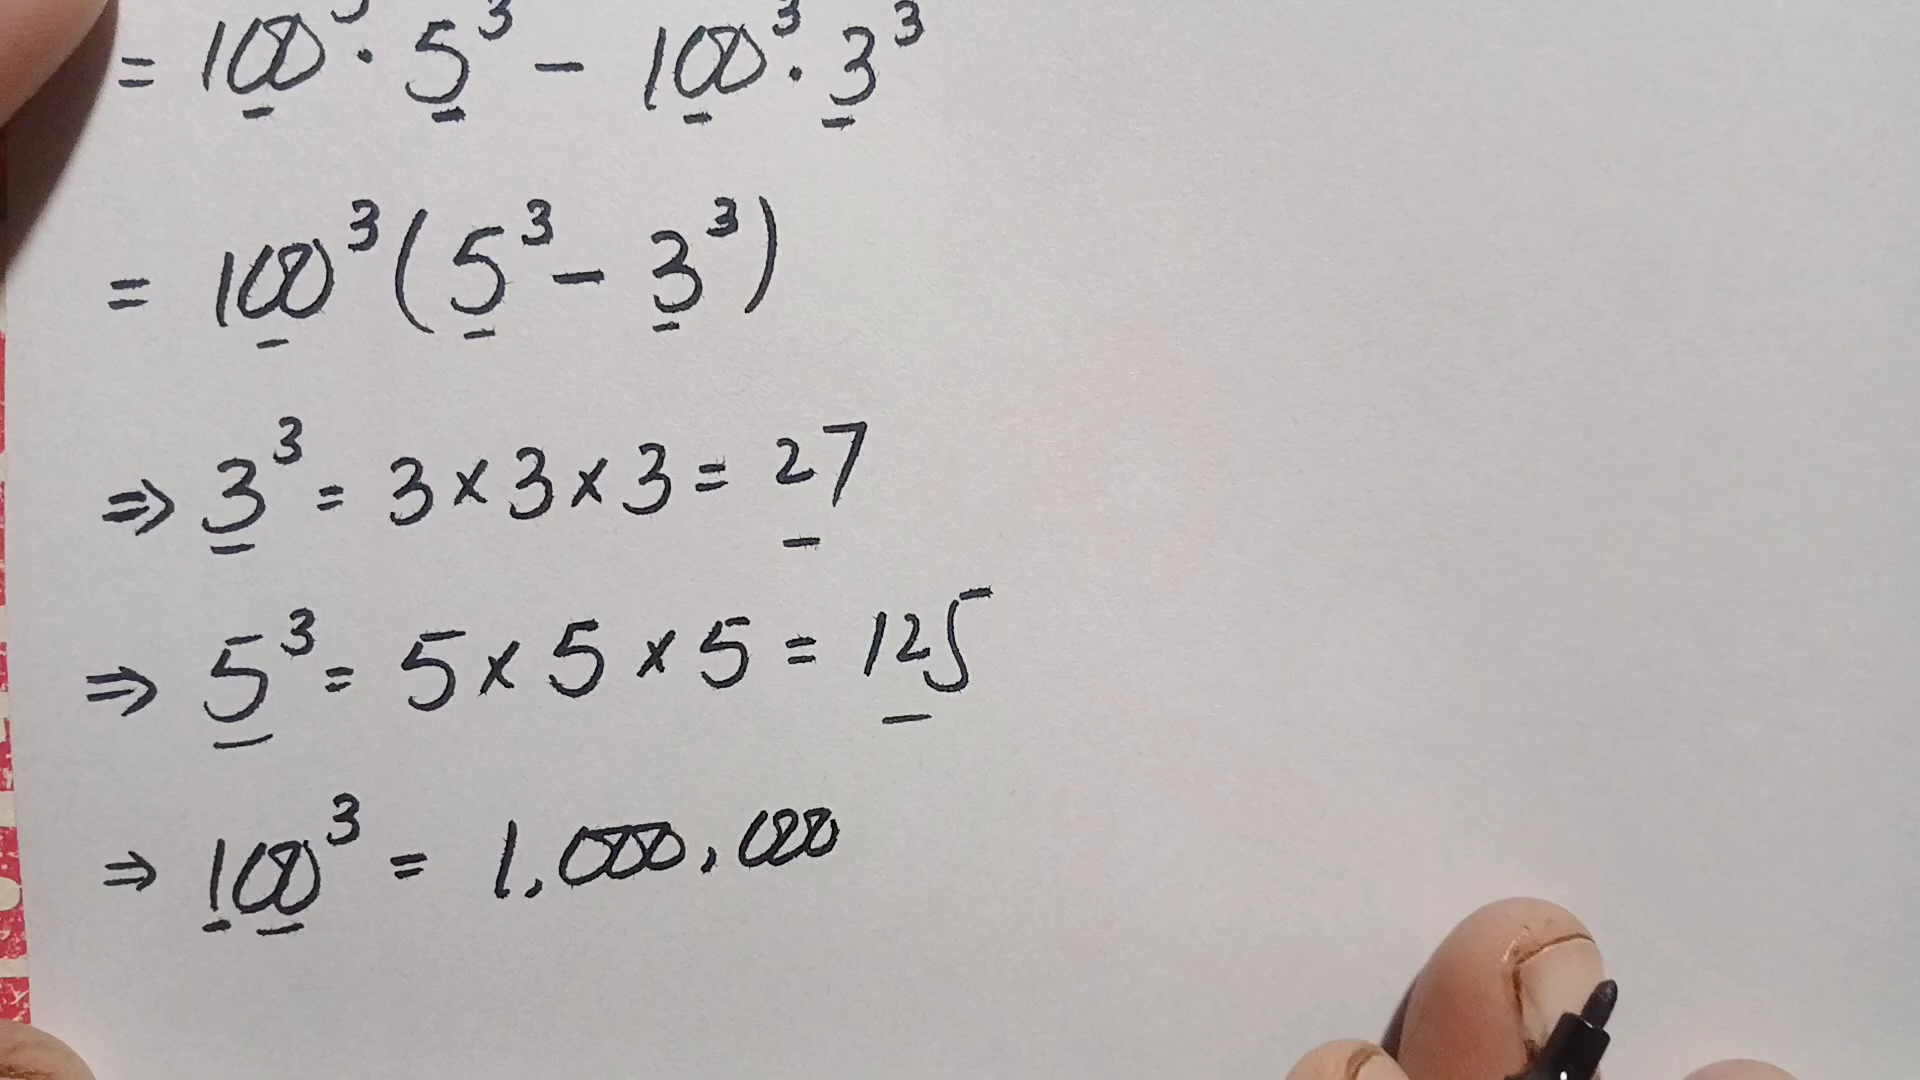 = 100³ · 5³ - 100³ · 3³
= 100³ (5³ - 3³)
⇒ 3³ = 3 × 3 × 3 = 27
⇒ 5³ = 5 × 5 × 5 = 125
⇒ 100³ = 1,000,000